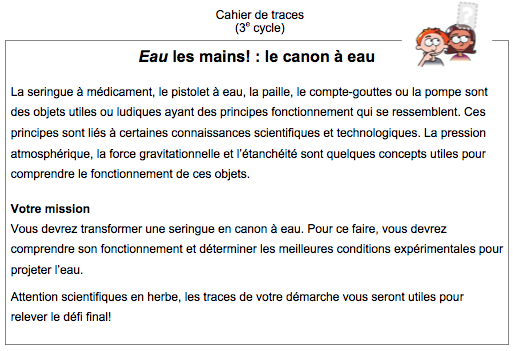 Cahier de traces
(3e cycle)
Eau les mains! : le canon à eau
La seringue à médicament, le pistolet à eau, la paille, le compte-gouttes ou la pompe sont
des objets utiles ou ludiques ayant des principes fonctionnement qui se ressemblent. Ces
principes sont liés à certaines connaissances scientifiques et technologiques. La pression
atmosphérique, la force gravitationnelle et l'étanchéité sont quelques concepts utiles pour
comprendre le fonctionnement de ces objets.
Votre mission
Vous devrez transformer une seringue en canon à eau. Pour ce faire, vous devrez
comprendre son fonctionnement et déterminer les meilleures conditions expérimentales pour
projeter l'eau.
Attention scientifiques en herbe, les traces de votre démarche vous seront utiles pour
relever le défi final!